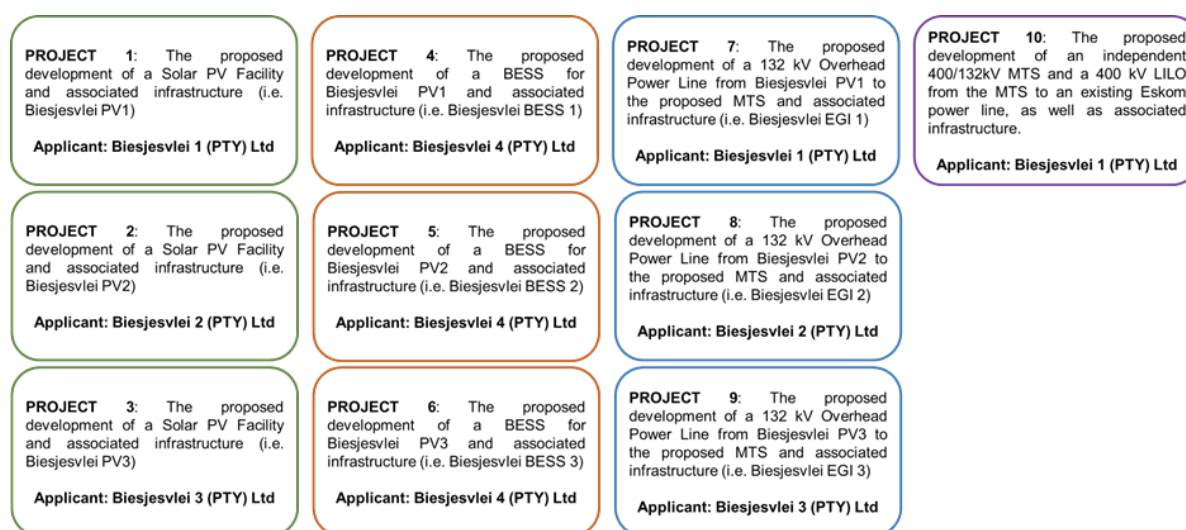 PROJECT 1: The proposed
development of a Solar PV Facility
and associated infrastructure (i.e.
Biesjesvlei PV1)
Applicant: Biesjesvlei 1 (PTY) Ltd
PROJECT 4: The proposed
development of a BESS for
Biesjesvlei PV1 and associated
infrastructure (i.e. Biesjesvlei BESS 1)
Applicant: Biesjesvlei 4 (PTY) Ltd
PROJECT 7: The proposed
development of a 132 kV Overhead
Power Line from Biesjesvlei PV1 to
the proposed MTS and associated
infrastructure (i.e. Biesjesvlei EGI 1)
Applicant: Biesjesvlei 1 (PTY) Ltd
PROJECT 10: The proposed
development of an independent
400/132kV MTS and a 400 kV LILO
from the MTS to an existing Eskom
power line, as well as associated
infrastructure.
Applicant: Biesjesvlei 1 (PTY) Ltd
PROJECT 2: The proposed
development of a Solar PV Facility
and associated infrastructure (i.e.
Biesjesvlei PV2)
Applicant: Biesjesvlei 2 (PTY) Ltd
PROJECT 5: The proposed
development of a BESS for
Biesjesvlei PV2 and associated
infrastructure (i.e. Biesjesvlei BESS 2)
Applicant: Biesjesvlei 4 (PTY) Ltd
PROJECT 8: The proposed
development of a 132 kV Overhead
Power Line from Biesjesvlei PV2 to
the proposed MTS and associated
infrastructure (i.e. Biesjesvlei EGI 2)
Applicant: Biesjesvlei 2 (PTY) Ltd
PROJECT 3: The proposed
development of a Solar PV Facility
and associated infrastructure (i.e.
Biesjesvlei PV3)
Applicant: Biesjesvlei 3 (PTY) Ltd
PROJECT 6: The proposed
development of a BESS for
Biesjesvlei PV3 and associated
infrastructure (i.e. Biesjesvlei BESS 3)
Applicant: Biesjesvlei 4 (PTY) Ltd
PROJECT 9: The proposed
development of a 132 kV Overhead
Power Line from Biesjesvlei PV3 to
the proposed MTS and associated
infrastructure (i.e. Biesjesvlei EGI 3)
Applicant: Biesjesvlei 3 (PTY) Ltd